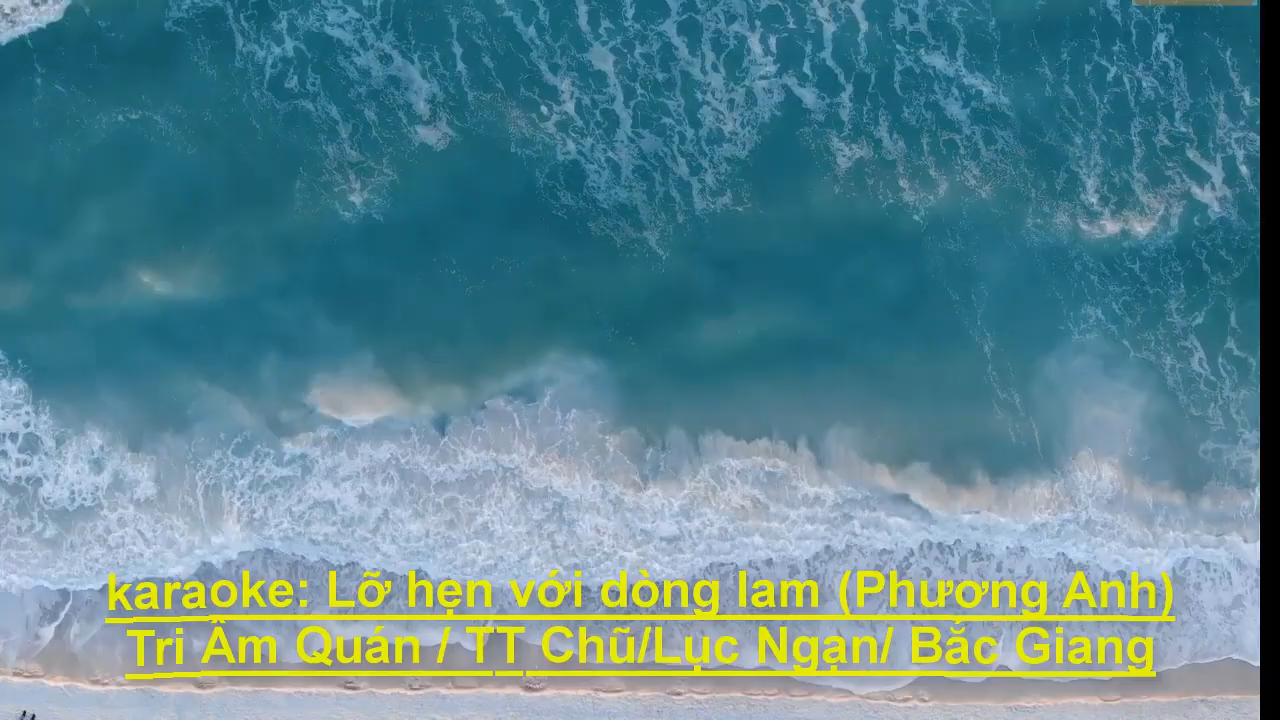 karaoke: Lỡ hẹn với dòng lam (Phương Anh)
Tri Âm Quán / TT Chũ/Lục Ngạn/ Bắc Giang